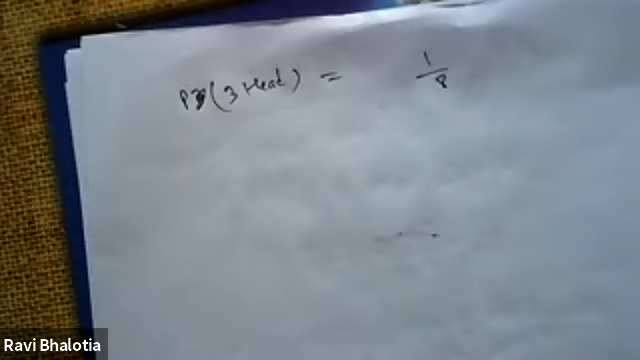 Pr(3 Head) = 1/8
Ravi Bhalotia